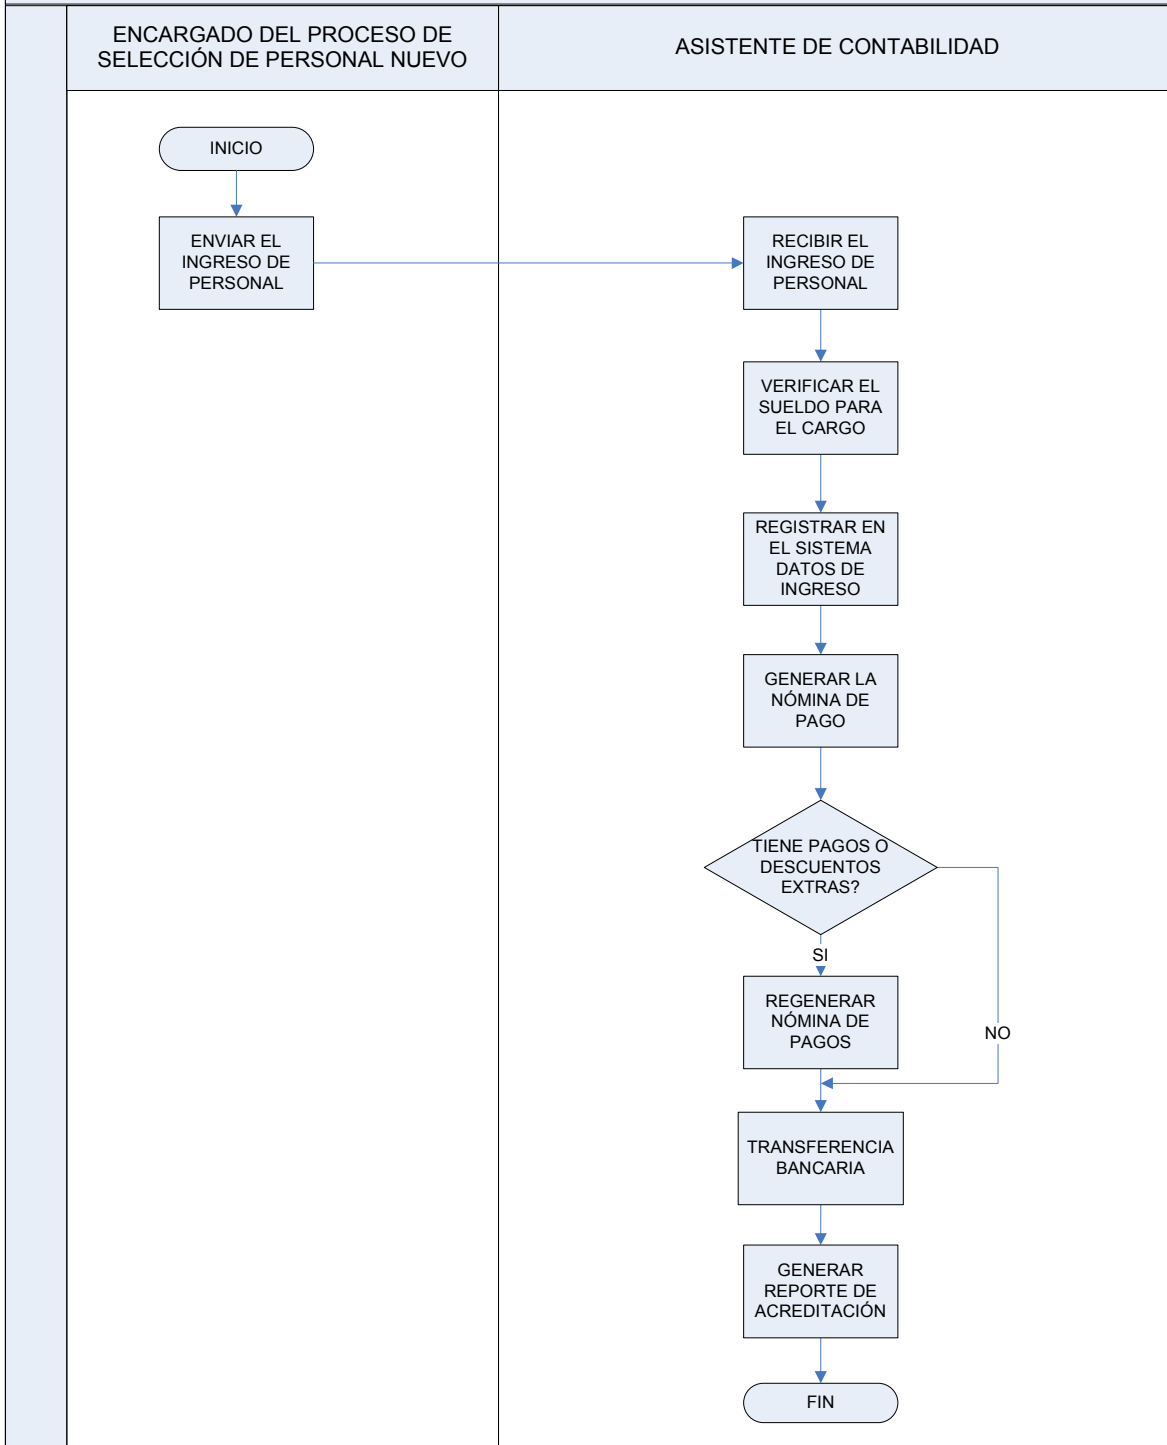 ENCARGADO DEL PROCESO DE
SELECCIÓN DE PERSONAL NUEVO
ASISTENTE DE CONTABILIDAD
INICIO
ENVIAR EL
INGRESO DE
PERSONAL
RECIBIR EL
INGRESO DE
PERSONAL
VERIFICAR EL
SUELDO PARA
EL CARGO
REGISTRAR EN
EL SISTEMA
DATOS DE
INGRESO
GENERAR LA
NÓMINA DE
PAGO
TIENE PAGOS O
DESCUENTOS
EXTRAS?
SI
REGENERAR
NÓMINA DE
PAGOS
NO
TRANSFERENCIA
BANCARIA
GENERAR
REPORTE DE
ACREDITACIÓN
FIN